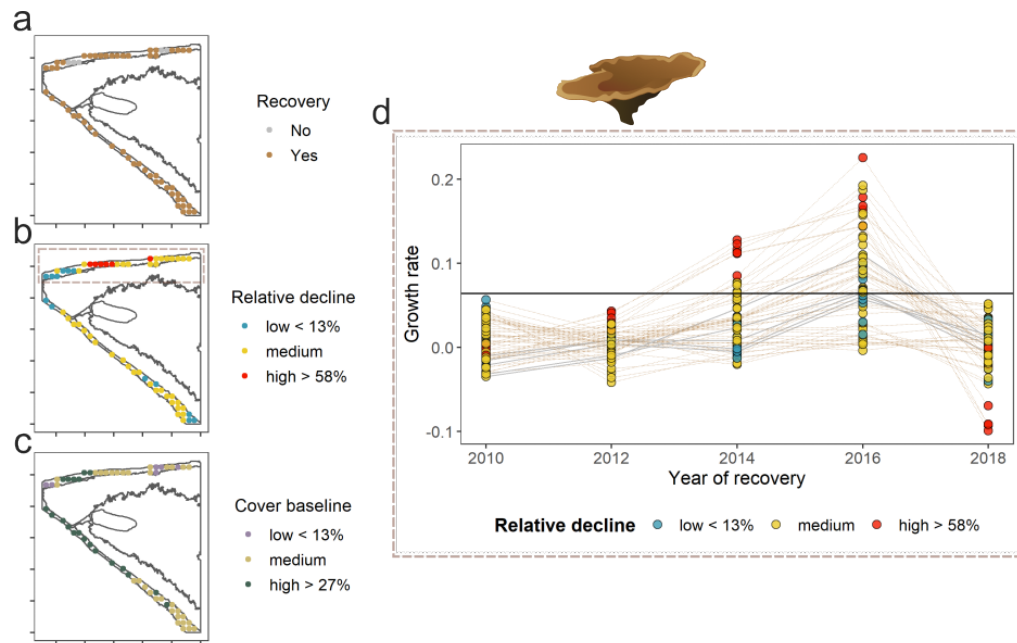 a
Recovery
No
Yes
b
Relative decline
low < 13%
medium
high > 58%
c
Cover baseline
low < 13%
medium
high > 27%
d
Growth rate
0.2
0.1
0.0
-0.1
2010 2012 2014 2016 2018
Year of recovery
Relative decline low < 13% medium high > 58%